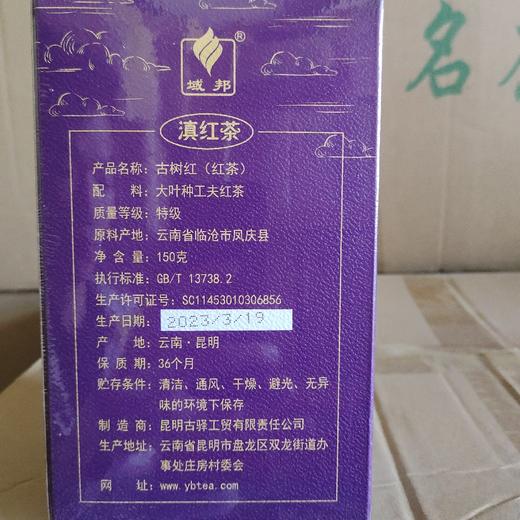 域邦®
滇红茶
产品名称：古树红（红茶）
配 料：大叶种工夫红茶
质量等级：特级
原料产地：云南省临沧市凤庆县
净 含 量：150克
执行标准：GB/T 13738.2
生产许可证号：SC11453010306856
生产日期：2023/3/19
产 地：云南·昆明
保 质 期：36个月
贮存条件：清洁、通风、干燥、避光、无异
味的环境下保存
制 造 商：昆明古驿工贸有限责任公司
生产地址：云南省昆明市盘龙区双龙街道办
事处庄房村委会
网 址：www.ybtea.com
名